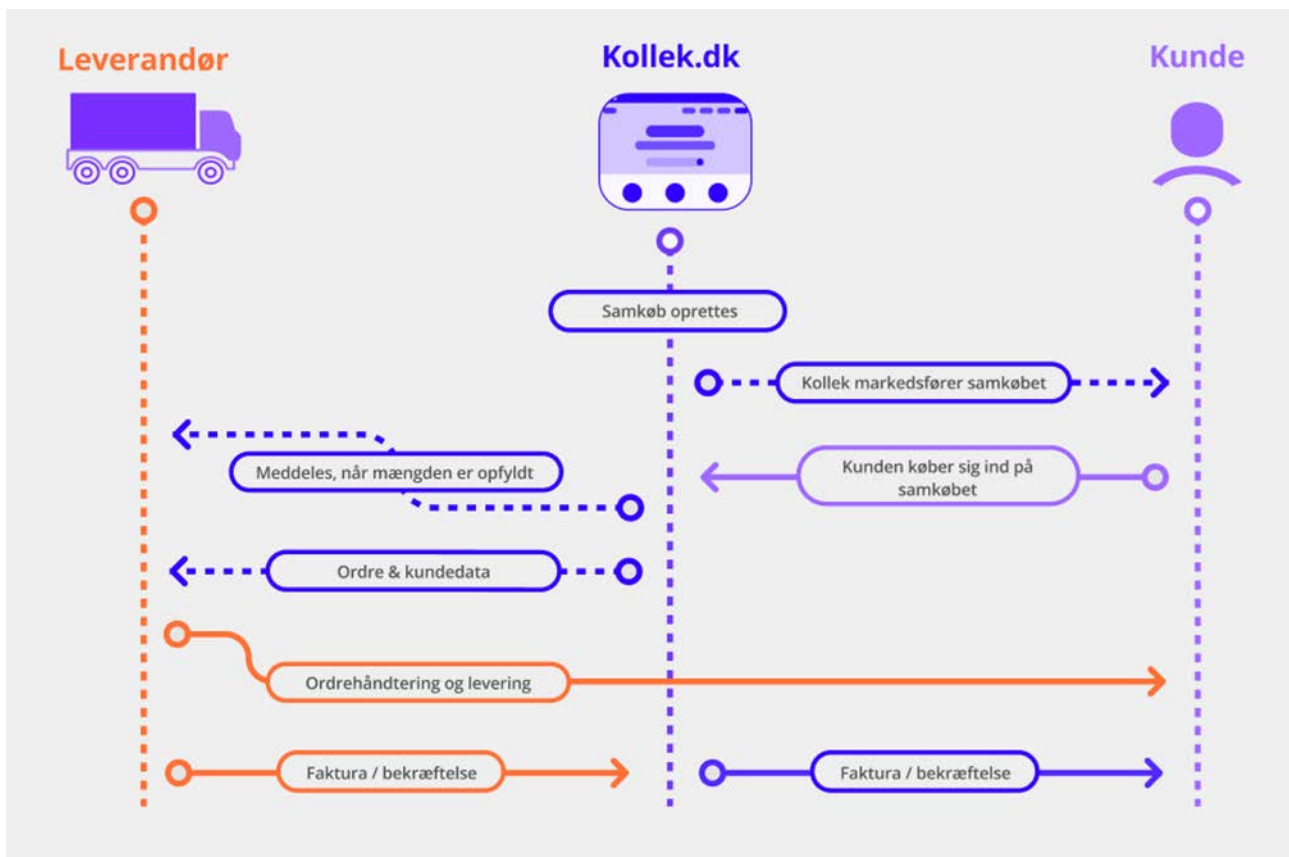 Leverandør
Kollek.dk
Kunde
Samkøb oprettes
Kollek markedsfører samkøbet
Meddeles, når mængden er opfyldt
Kunden køber sig ind på
samkøbet
Ordre & kundedata
Ordrehåndtering og levering
Faktura / bekræftelse
Faktura / bekræftelse